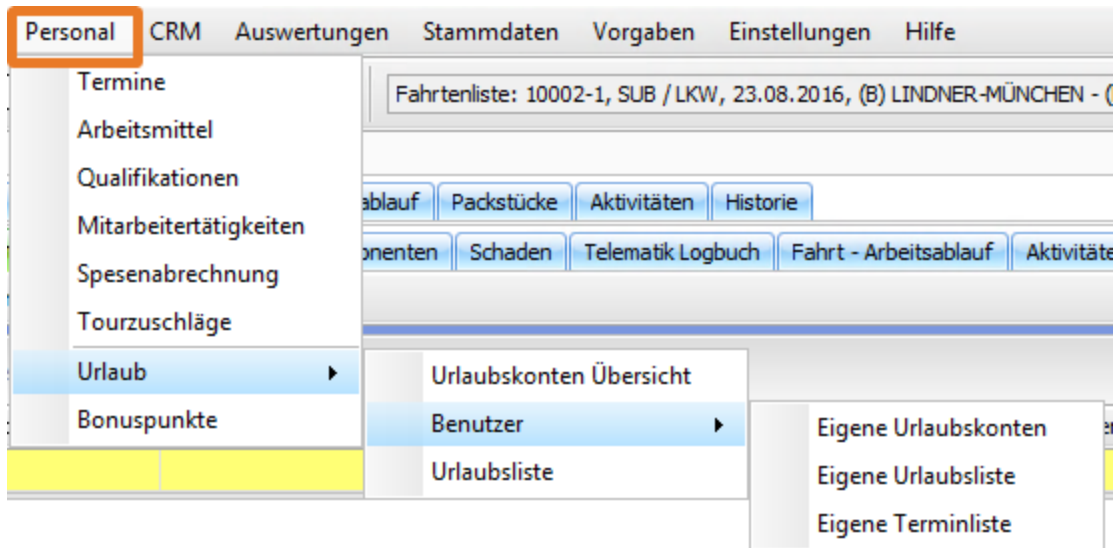 Personal CRM Auswertungen Stammdaten Vorgaben Einstellungen Hilfe
Termine
Fahrtenliste: 10002-1, SUB / LKW, 23.08.2016, (B) LINDNER-MÜNCHEN - (
Arbeitsmittel
Qualifikationen
ablauf Packstücke Aktivitäten Historie
Mitarbeitertätigkeiten
onenten Schaden Telematik Logbuch Fahrt - Arbeitsablauf Aktivitäte
Spesenabrechnung
Tourzuschläge
Urlaub Urlaubskonten Übersicht
Bonuspunkte Benutzer Eigene Urlaubskonten
Urlaubsliste Eigene Urlaubsliste
Eigene Terminliste